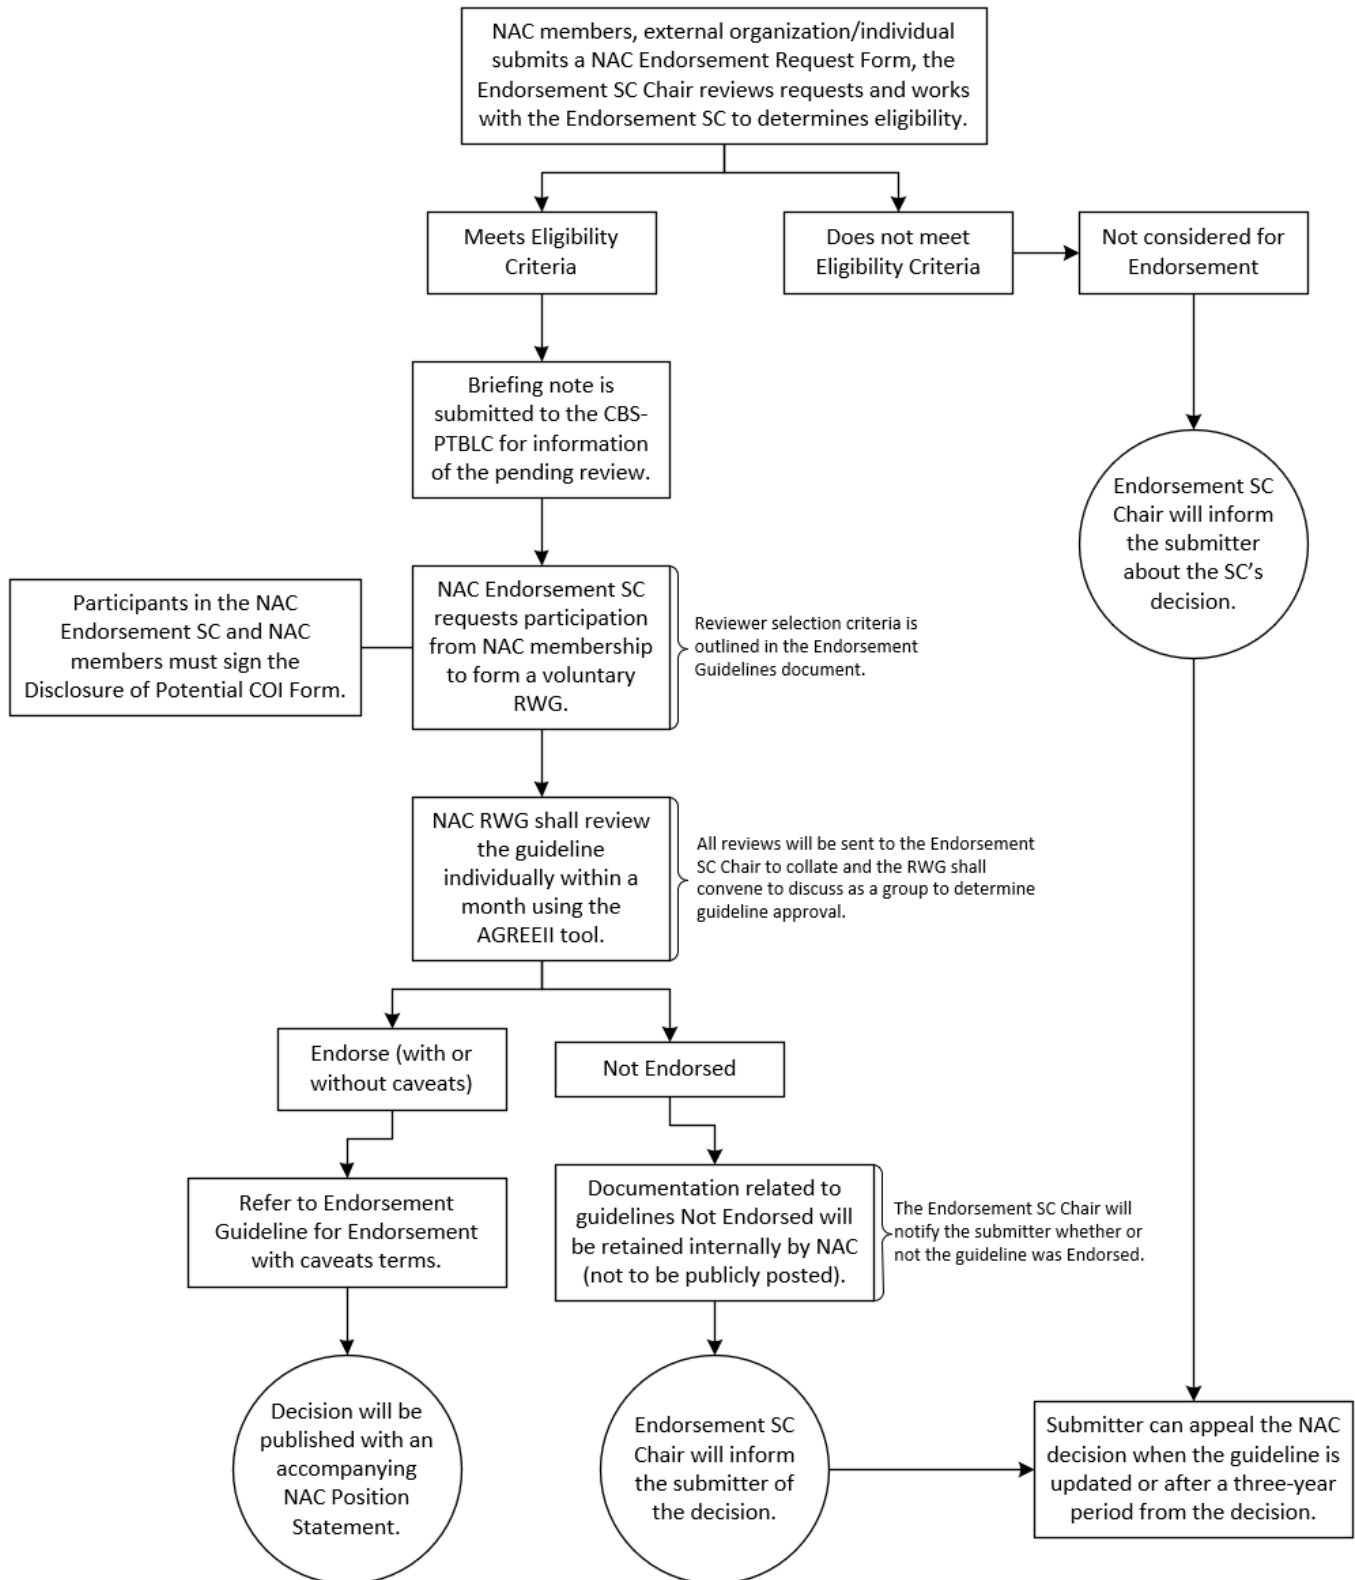 NAC members, external organization/individual
submits a NAC Endorsement Request Form, the
Endorsement SC Chair reviews requests and works
with the Endorsement SC to determines eligibility.
Meets Eligibility
Criteria
Does not meet
Eligibility Criteria
Not considered for
Endorsement
Briefing note is
submitted to the CBS-
PTBLC for information
of the pending review.
Endorsement SC
Chair will inform
the submitter
about the SC’s
decision.
Participants in the NAC
Endorsement SC and NAC
members must sign the
Disclosure of Potential COI Form.
NAC Endorsement SC
requests participation
from NAC membership
to form a voluntary
RWG.
Reviewer selection criteria is
outlined in the Endorsement
Guidelines document.
NAC RWG shall review
the guideline
individually within a
month using the
AGREEII tool.
All reviews will be sent to the Endorsement
SC Chair to collate and the RWG shall
convene to discuss as a group to determine
guideline approval.
Endorse (with or
without caveats)
Not Endorsed
Refer to Endorsement
Guideline for Endorsement
with caveats terms.
Documentation related to
guidelines Not Endorsed will
be retained internally by NAC
(not to be publicly posted).
The Endorsement SC Chair will
notify the submitter whether or
not the guideline was Endorsed.
Decision will be
published with an
accompanying
NAC Position
Statement.
Endorsement SC
Chair will inform
the submitter of
the decision.
Submitter can appeal the NAC
decision when the guideline is
updated or after a three-year
period from the decision.